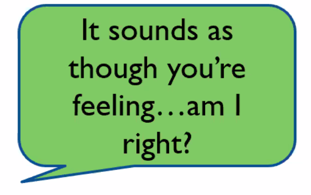 It sounds as
though you’re
feeling…am I
right?